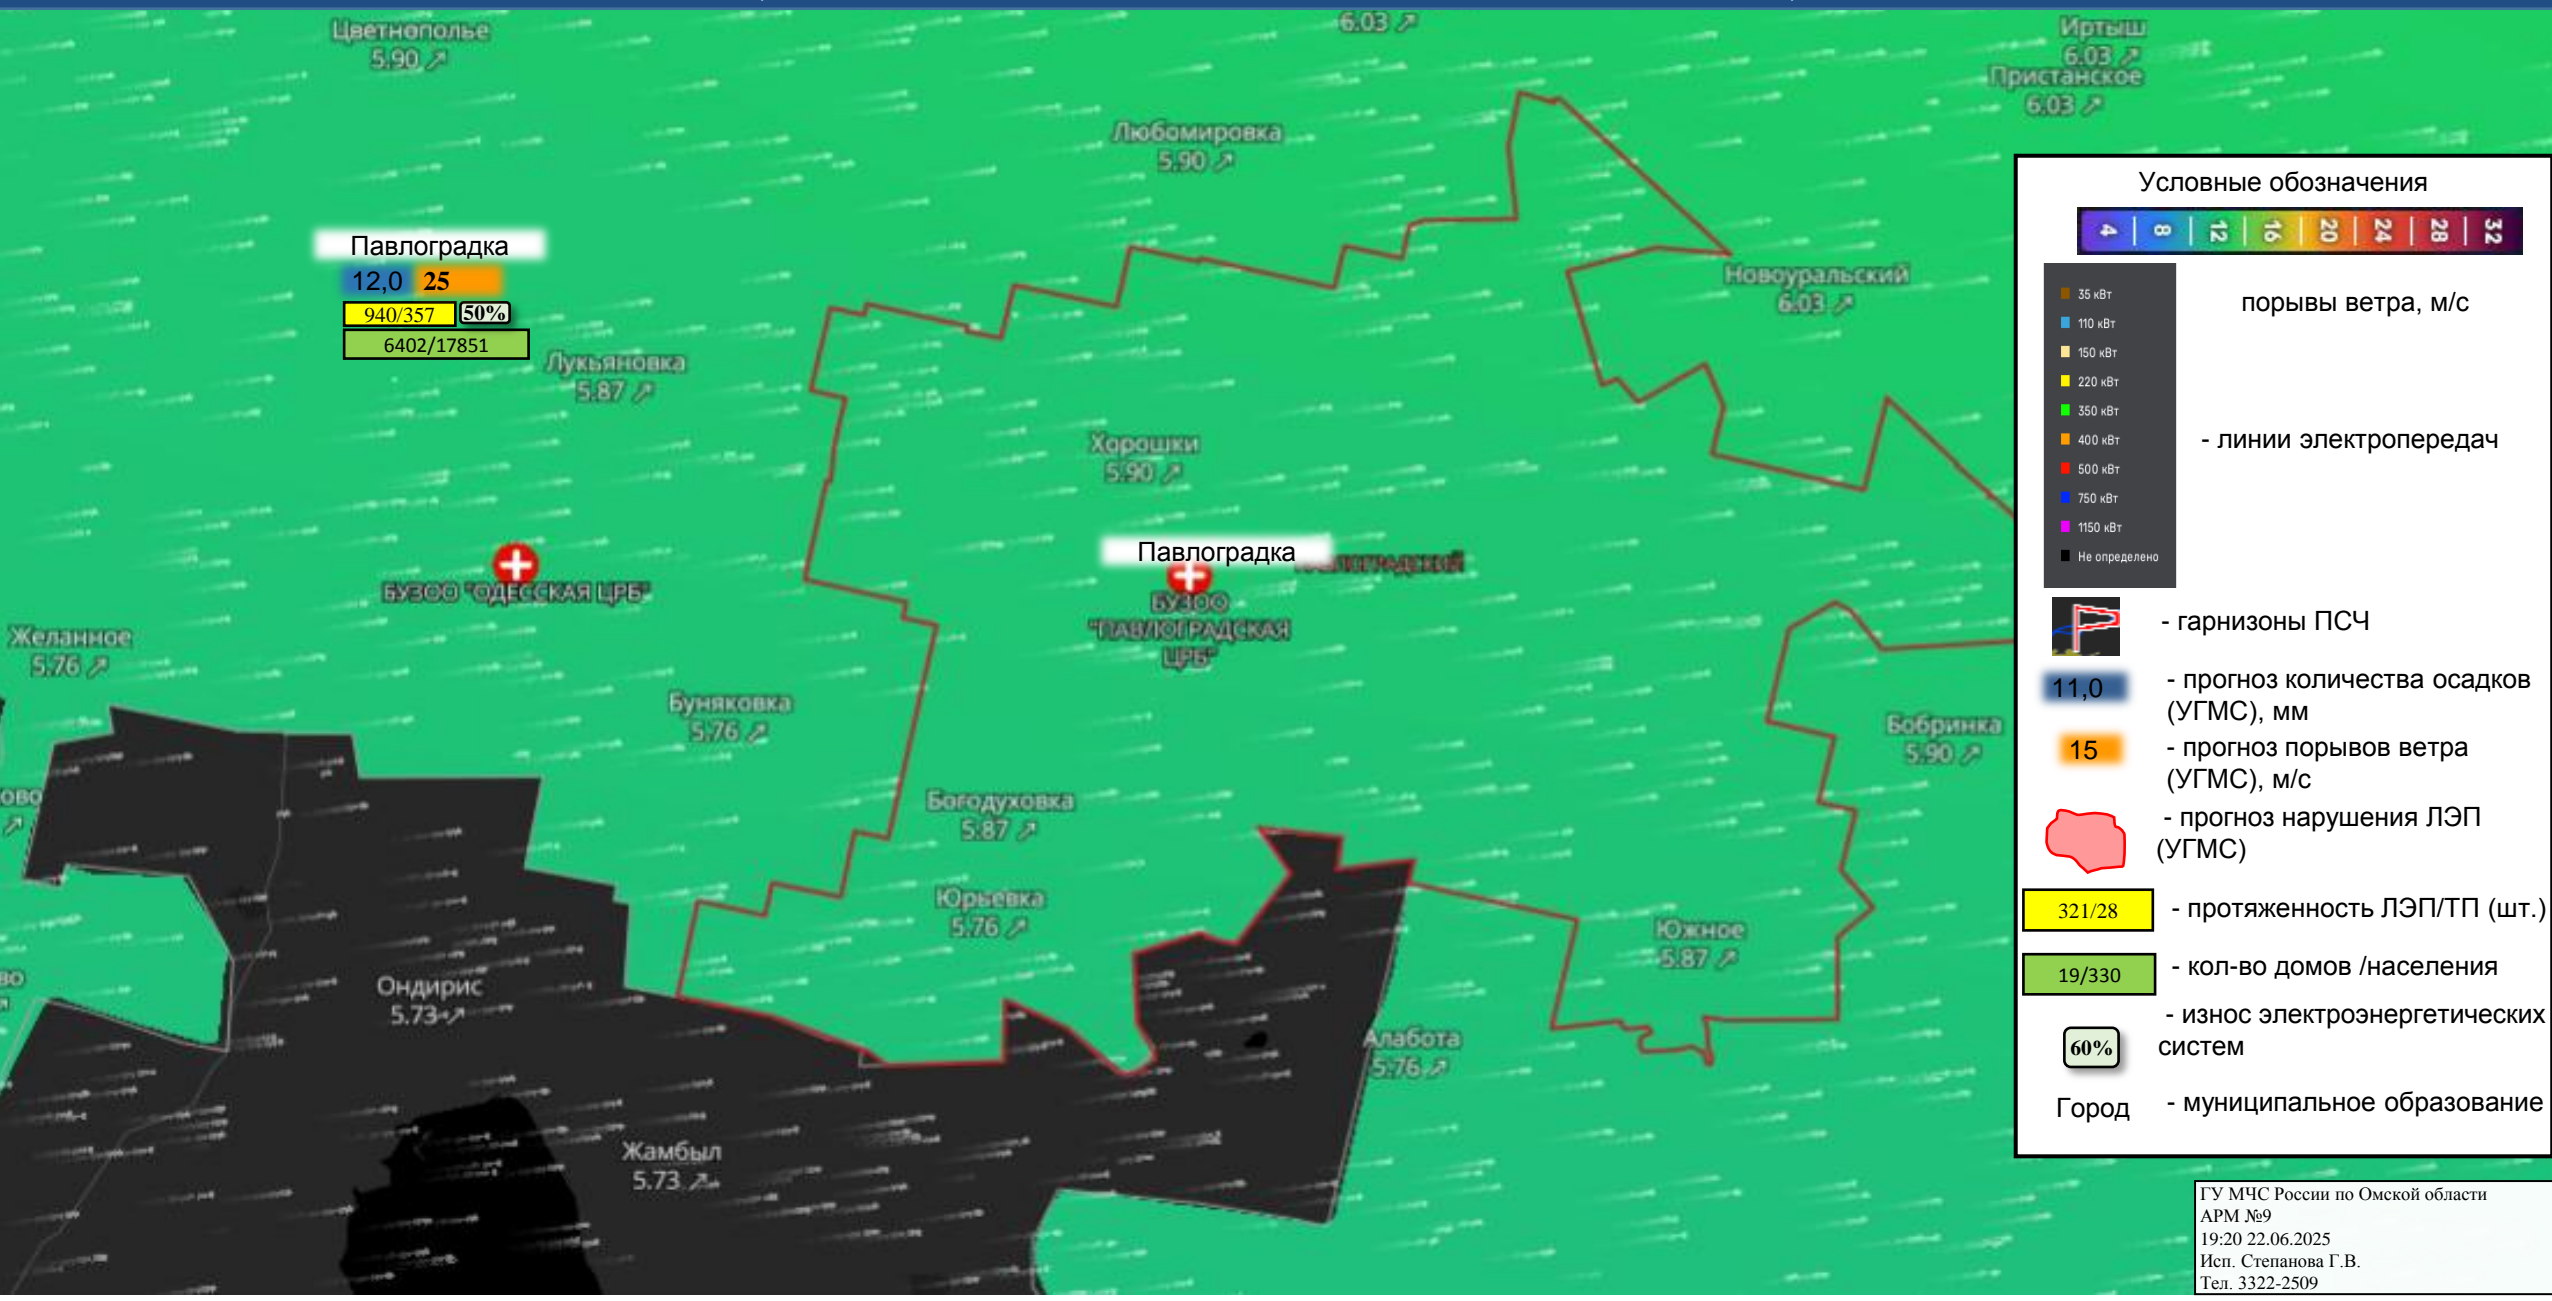 Цветнополье
5.90
6.03
Иртыш
6.03
Пристанское
6.03
Любомировка
5.90
Павлоградка
12,0 25
940/357 50%
6402/17851
Лукьяновка
5.87
Новоуральский
6.03
Хорошки
5.90
Павлоградка
БУЗОО "ОДЕССКАЯ ЦРБ"
БУЗОО
"ПАВЛОГРАДСКАЯ
ЦРБ"
Желанное
5.76
Буняковка
5.76
Бобринка
5.90
ово
Богодуховка
5.87
Юрьевка
5.76
Южное
5.87
во
Ондирис
5.73
Алабота
5.76
Жамбыл
5.73
Условные обозначения
4 8 12 16 20 24 28 32
порывы ветра, м/с
35 кВт
110 кВт
150 кВт
220 кВт
350 кВт
400 кВт
500 кВт
750 кВт
1150 кВт
Не определено
- линии электропередач
- гарнизоны ПСЧ
11,0 - прогноз количества осадков
(УГМС), мм
15 - прогноз порывов ветра
(УГМС), м/с
- прогноз нарушения ЛЭП
(УГМС)
321/28 - протяженность ЛЭП/ТП (шт.)
19/330 - кол-во домов /населения
- износ электроэнергетических
60% систем
Город - муниципальное образование
ГУ МЧС России по Омской области
АРМ №9
19:20 22.06.2025
Исп. Степанова Г.В.
Тел. 3322-2509